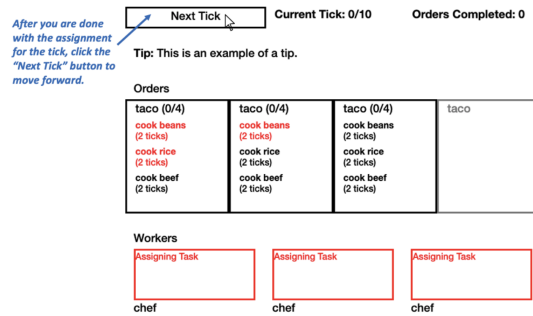 After you are done
with the assignment
for the tick, click the
“Next Tick” button to
move forward.
Next Tick
Current Tick: 0/10
Orders Completed: 0
Tip: This is an example of a tip.
Orders
taco (0/4)
cook beans
(2 ticks)
cook rice
(2 ticks)
cook beef
(2 ticks)
taco (0/4)
cook beans
(2 ticks)
cook rice
(2 ticks)
cook beef
(2 ticks)
taco (0/4)
cook beans
(2 ticks)
cook rice
(2 ticks)
cook beef
(2 ticks)
taco
Workers
Assigning Task
Assigning Task
Assigning Task
chef
chef
chef